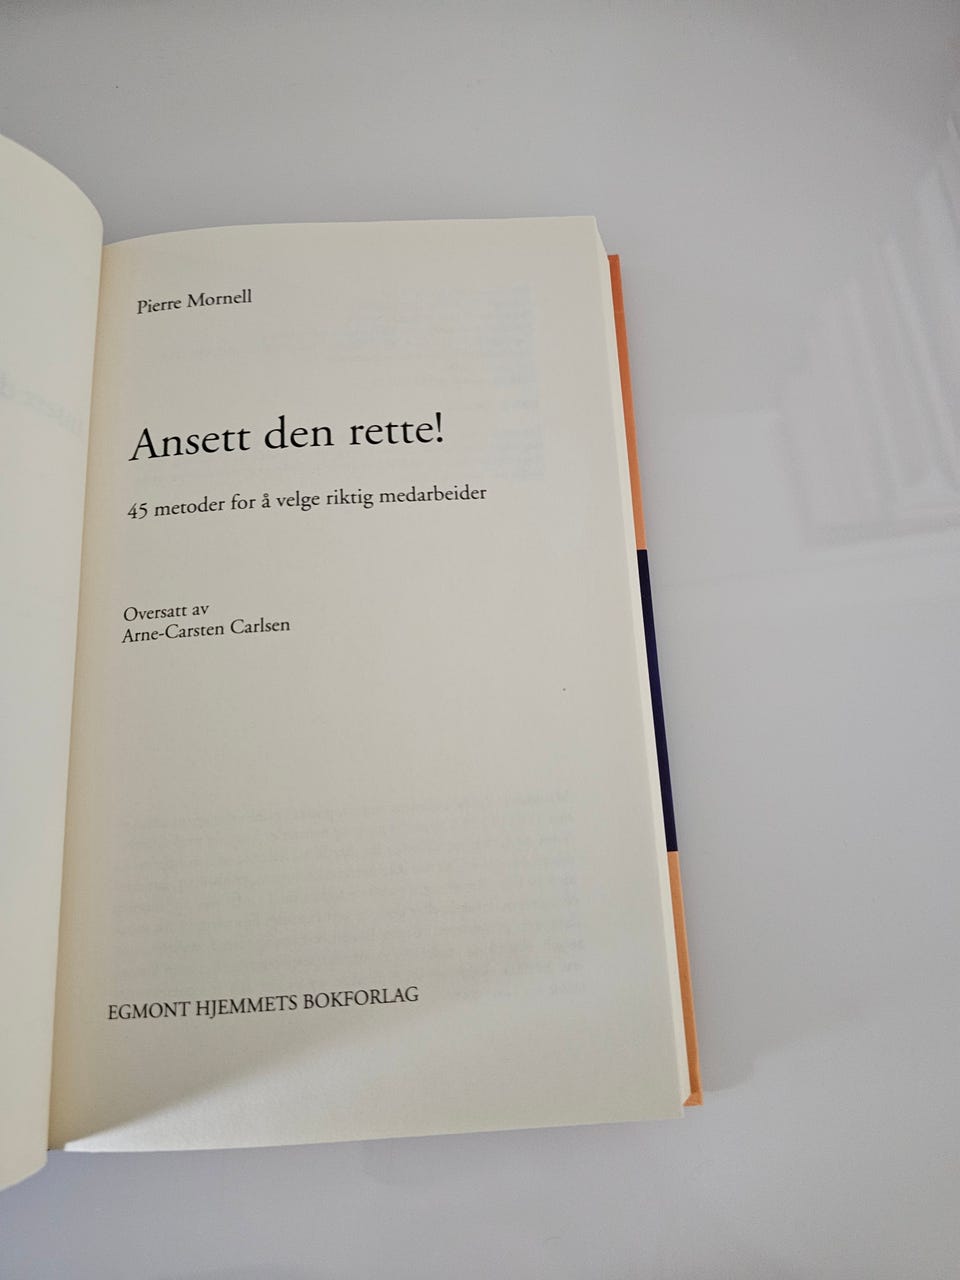 Pierre Mornell
Ansett den rette!
45 metoder for å velge riktig medarbeider
Oversatt av
Arne-Carsten Carlsen
EGMONT HJEMMETS BOKFORLAG